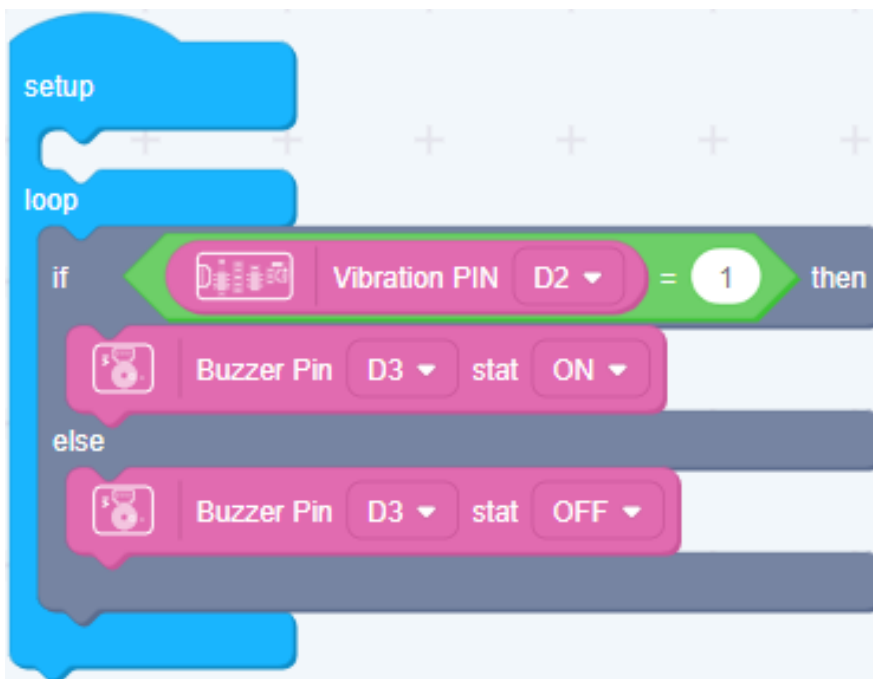 setup
loop
if Vibration PIN D2 = 1 then
Buzzer Pin D3 stat ON
else
Buzzer Pin D3 stat OFF